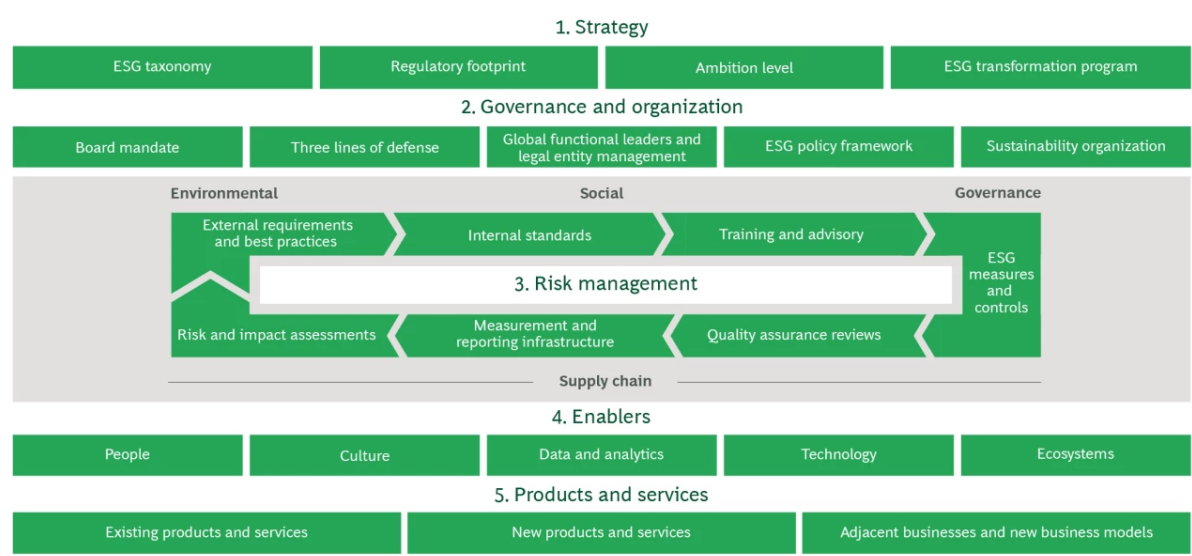 1. Strategy
ESG taxonomy
Regulatory footprint
Ambition level
ESG transformation program
2. Governance and organization
Board mandate
Three lines of defense
Global functional leaders and
legal entity management
ESG policy framework
Sustainability organization
Environmental
Social
Governance
External requirements
and best practices
Internal standards
Training and advisory
ESG
measures
and
controls
3. Risk management
Risk and impact assessments
Measurement and
reporting infrastructure
Quality assurance reviews
Supply chain
4. Enablers
People
Culture
Data and analytics
Technology
Ecosystems
5. Products and services
Existing products and services
New products and services
Adjacent businesses and new business models